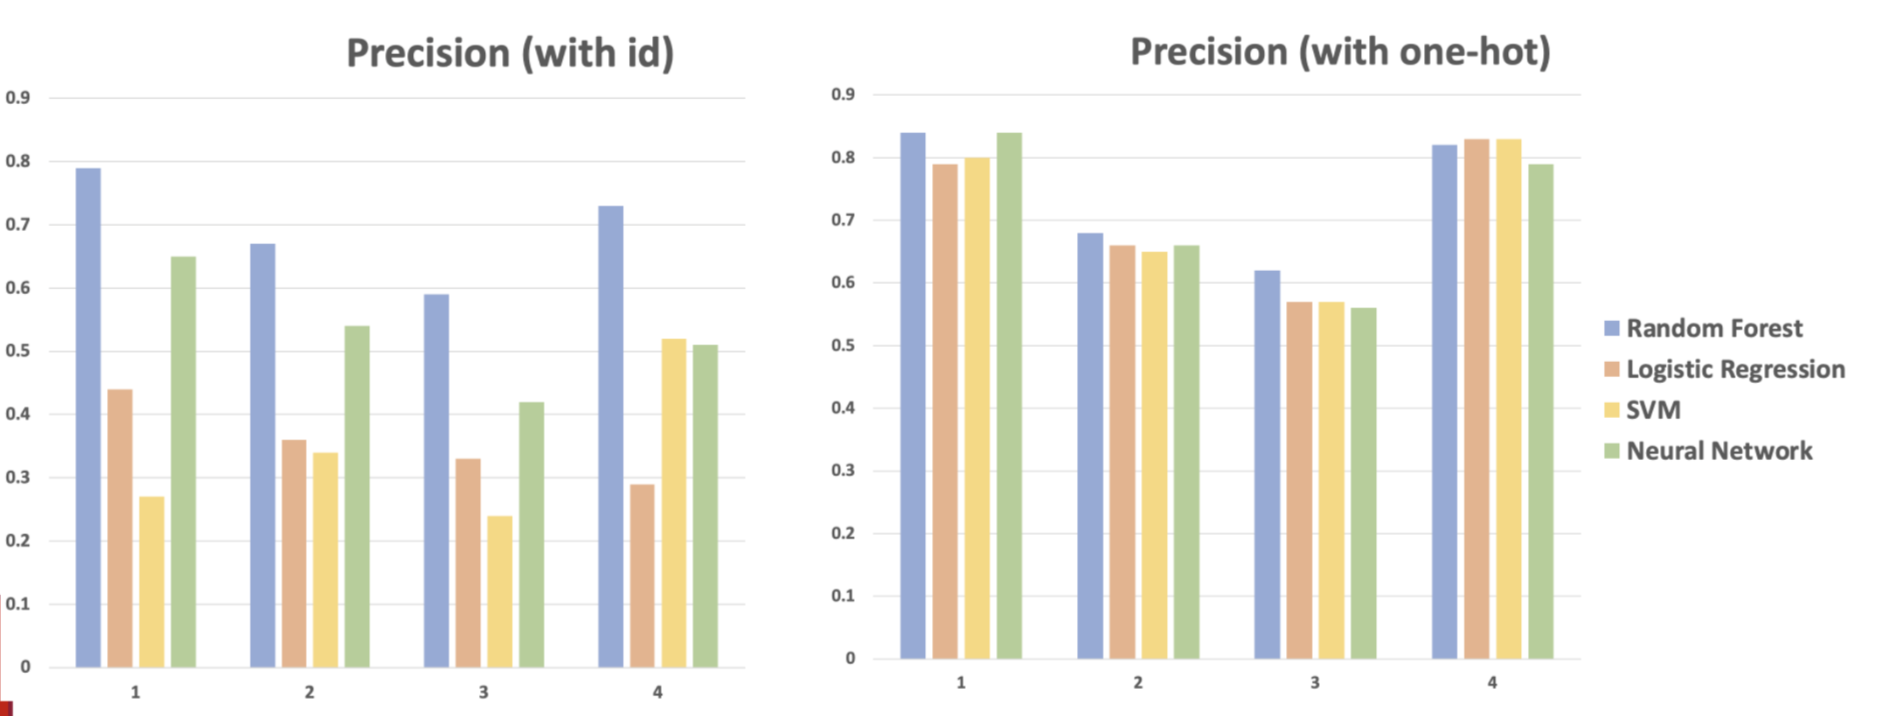 Precision (with id)
0.9
0.8
0.7
0.6
0.5
0.4
0.3
0.2
0.1
0
1 2 3 4
Precision (with one-hot)
0.9
0.8
0.7
0.6
0.5
0.4
0.3
0.2
0.1
0
1 2 3 4
Random Forest
Logistic Regression
SVM
Neural Network